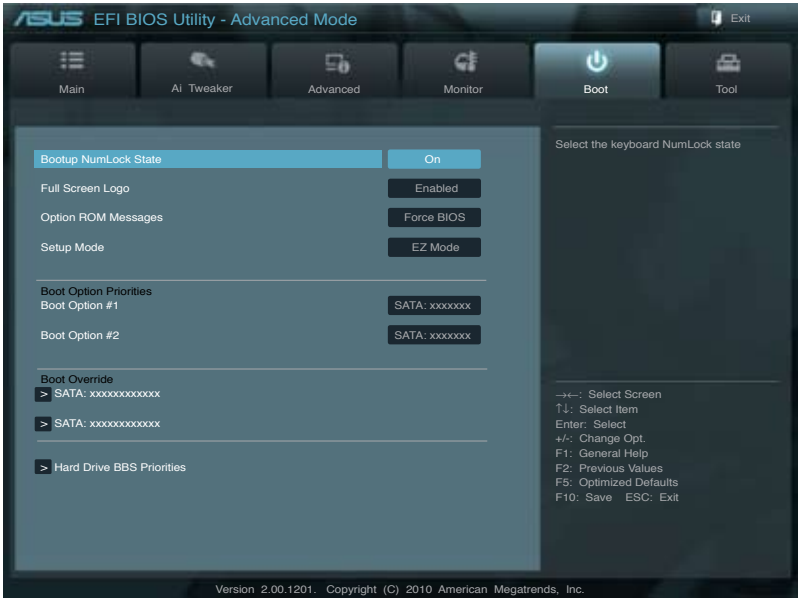 ASUS EFI BIOS Utility - Advanced Mode
Exit
Main
Ai Tweaker
Advanced
Monitor
Boot
Tool
Bootup NumLock State On
Full Screen Logo Enabled
Option ROM Messages Force BIOS
Setup Mode EZ Mode
Boot Option Priorities
Boot Option #1 SATA: xxxxxxx
Boot Option #2 SATA: xxxxxxx
Boot Override
> SATA: xxxxxxxxxxxx
> SATA: xxxxxxxxxxxx
> Hard Drive BBS Priorities
Select the keyboard NumLock state
→←: Select Screen
↑↓: Select Item
Enter: Select
+/-: Change Opt.
F1: General Help
F2: Previous Values
F5: Optimized Defaults
F10: Save ESC: Exit
Version 2.00.1201. Copyright (C) 2010 American Megatrends, Inc.